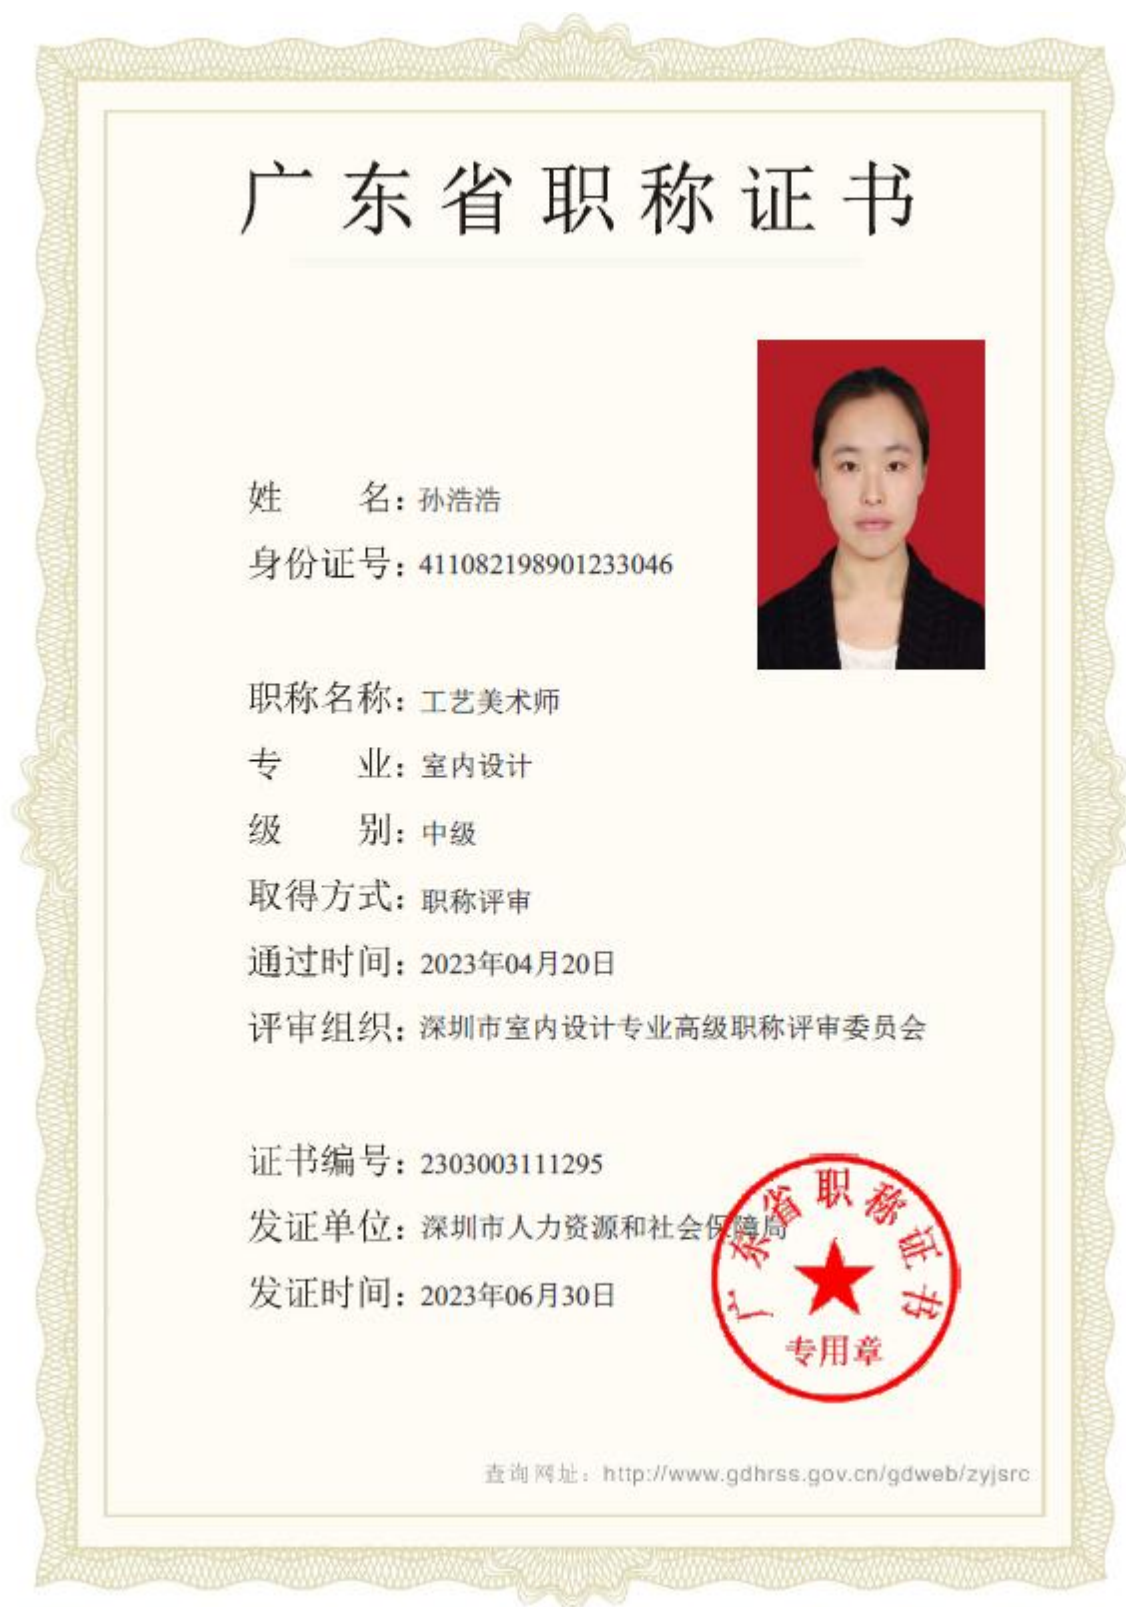 广东省职称证书
姓 名：孙浩浩
身份证号：411082198901233046
职称名称：工艺美术师
专 业：室内设计
级 别：中级
取得方式：职称评审
通过时间：2023年04月20日
评审组织：深圳市室内设计专业高级职称评审委员会
证书编号：2303003111295
发证单位：深圳市人力资源和社会保障局
发证时间：2023年06月30日
广东省职称证书
专用章
查询网址：http://www.gdhrss.gov.cn/gdweb/zyjsrc